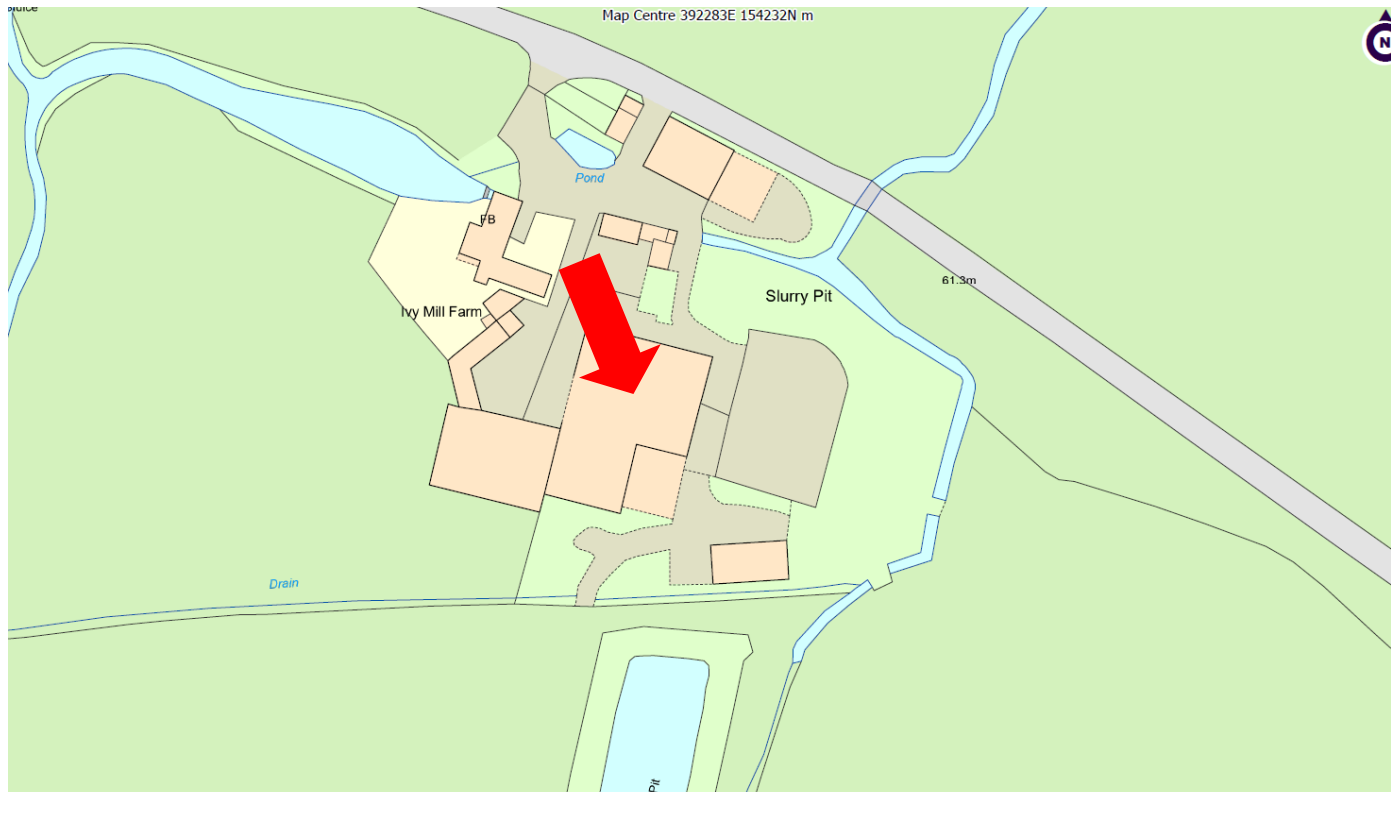 Map Centre 392283E 154232N m
N
Pond
FB
61.3m
Slurry Pit
Ivy Mill Farm
Drain
Pit